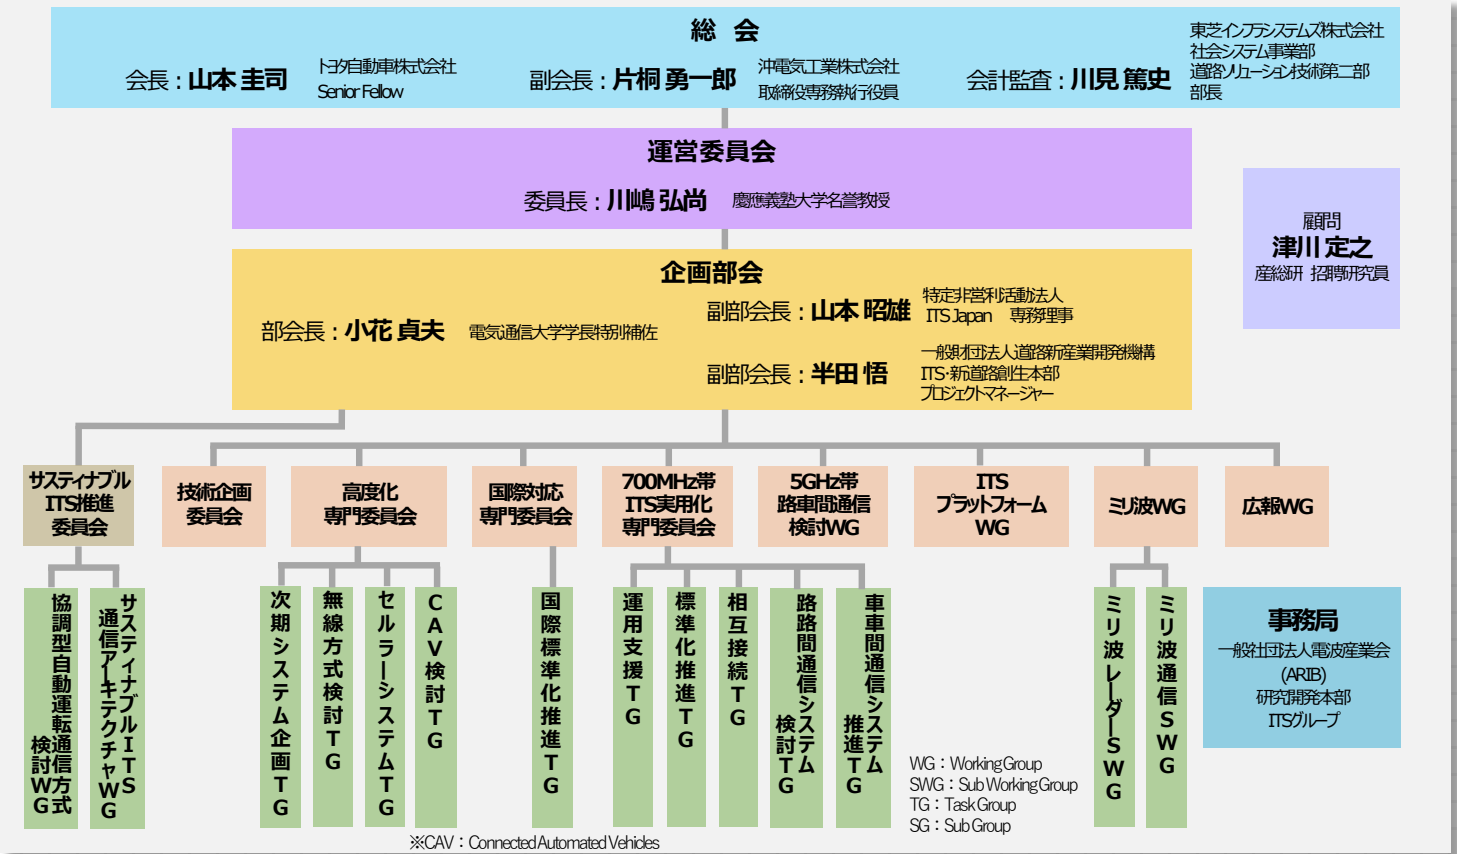 総 会
会長：山本 圭司
トヨタ自動車株式会社
Senior Fellow
副会長：片桐 勇一郎
沖電気工業株式会社
取締役専務執行役員
会計監査：川見 篤史
東芝インフラシステムズ株式会社
社会システム事業部
道路ソリューション技術第二部
部長
運営委員会
委員長：川嶋 弘尚
慶應義塾大学名誉教授
顧問
津川 定之
産総研 招聘研究員
企画部会
部会長：小花 貞夫
電気通信大学学長特別補佐
副部会長：山本 昭雄
特定非営利活動法人
ITS Japan 専務理事
副部会長：半田 悟
一般財団法人道路新産業開発機構
ITS・新道路創生本部
プロジェクトマネージャー
サスティナブル
ITS推進
委員会
技術企画
委員会
高度化
専門委員会
国際対応
専門委員会
700MHz帯
ITS実用化
専門委員会
5GHz帯
路車間通信
検討WG
ITS
プラットフォーム
WG
ミリ波WG
広報WG
協調型自動運転通信方式
検討WG
サスティナブルITS
通信アーキテクチャWG
次期システム企画TG
無線方式検討TG
セルラーシステムTG
CAV検討TG
国際標準化推進TG
運用支援TG
標準化推進TG
相互接続TG
路路間通信システム
検討TG
車車間通信システム
推進TG
ミリ波レーダーSWG
ミリ波通信SWG
事務局
一般社団法人電波産業会
(ARIB)
研究開発本部
ITSグループ
WG：Working Group
SWG：Sub Working Group
TG：Task Group
SG：Sub Group
※CAV：Connected Automated Vehicles